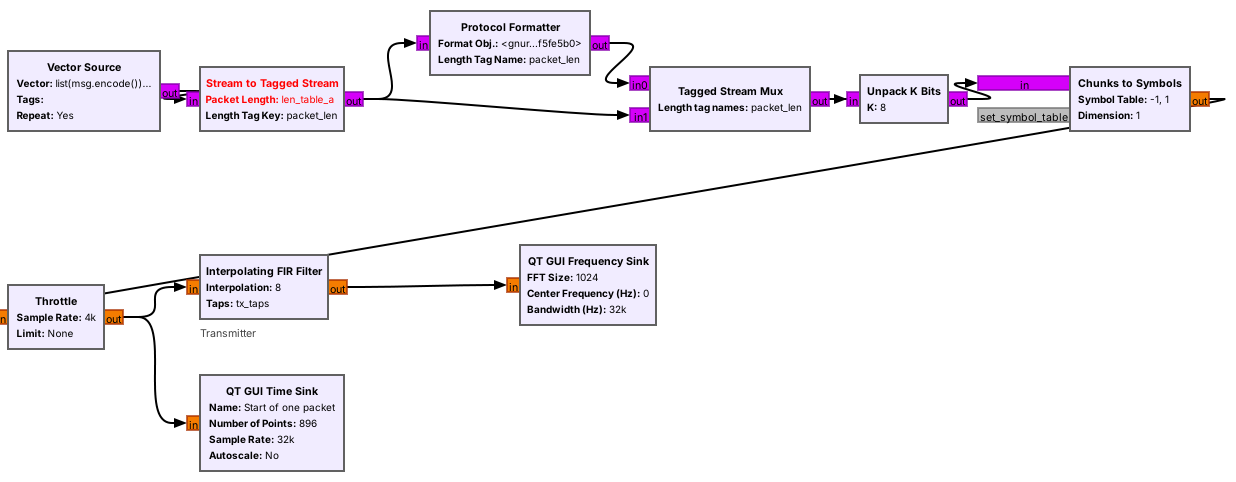 Protocol Formatter
Format Obj.: <gnur...f5fe5b0>
Length Tag Name: packet_len
in
out
Vector Source
Vector: list(msg.encode())...
Tags:
Repeat: Yes
out
Stream to Tagged Stream
Packet Length: len_table_a
Length Tag Key: packet_len
in
out
Tagged Stream Mux
Length tag names: packet_len
in0
in1
out
Unpack K Bits
K: 8
in
out
Chunks to Symbols
Symbol Table: -1, 1
Dimension: 1
in
set_symbol_table
out
Throttle
Sample Rate: 4k
Limit: None
in
out
Interpolating FIR Filter
Interpolation: 8
Taps: tx_taps
in
out
Transmitter
QT GUI Frequency Sink
FFT Size: 1024
Center Frequency (Hz): 0
Bandwidth (Hz): 32k
in
QT GUI Time Sink
Name: Start of one packet
Number of Points: 896
Sample Rate: 32k
Autoscale: No
in